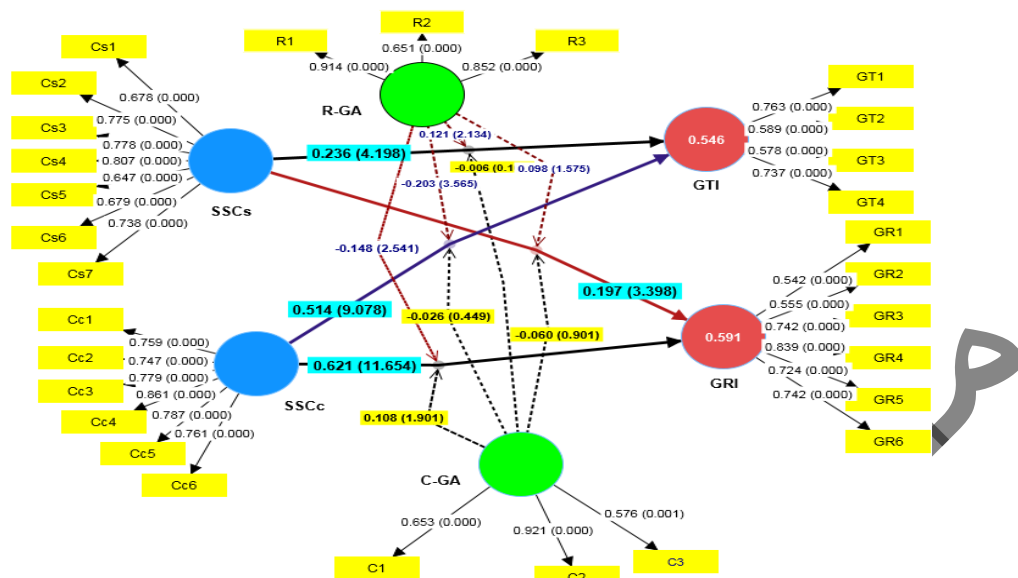 R2
R1
R3
0.651 (0.000)
0.914 (0.000)
0.852 (0.000)
R-GA
Cs1
Cs2
Cs3
Cs4
Cs5
Cs6
Cs7
0.678 (0.000)
0.775 (0.000)
0.778 (0.000)
0.807 (0.000)
0.647 (0.000)
0.679 (0.000)
0.738 (0.000)
SSCs
0.121 (2.134)
0.236 (4.198)
-0.006 (0.1
0.098 (1.575)
-0.203 (3.565)
-0.148 (2.541)
0.546
GTI
0.763 (0.000)
0.589 (0.000)
0.578 (0.000)
0.737 (0.000)
GT1
GT2
GT3
GT4
Cc1
Cc2
Cc3
Cc4
Cc5
Cc6
0.759 (0.000)
0.747 (0.000)
0.779 (0.000)
0.861 (0.000)
0.787 (0.000)
0.761 (0.000)
SSCc
0.514 (9.078)
0.621 (11.654)
-0.026 (0.449)
-0.060 (0.901)
0.197 (3.398)
0.108 (1.901)
0.591
GRI
0.542 (0.000)
0.555 (0.000)
0.742 (0.000)
0.839 (0.000)
0.724 (0.000)
0.742 (0.000)
GR1
GR2
GR3
GR4
GR5
GR6
C-GA
0.653 (0.000)
0.921 (0.000)
0.576 (0.001)
C1
C2
C3